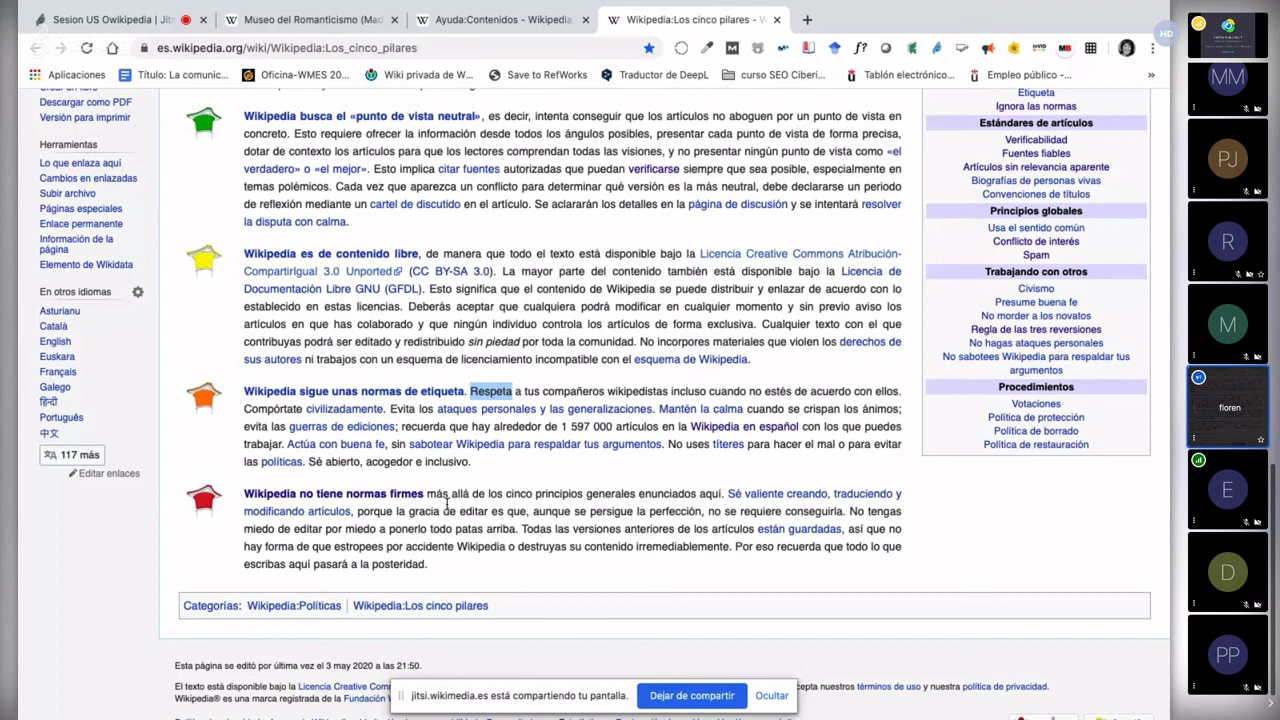 Sesion US Owikipedia | Jits
Museo del Romanticismo (Mad
Ayuda:Contenidos - Wikipedia
Wikipedia:Los cinco pilares -
HD
es.wikipedia.org/wiki/Wikipedia:Los_cinco_pilares
Aplicaciones
Título: La comunic...
Oficina-WMES 20...
Wiki privada de W...
Save to RefWorks
Traductor de DeepL
curso SEO Ciberi...
Tablón electrónico...
Empleo público -...
»
Descargar como PDF
Versión para imprimir
Herramientas
Lo que enlaza aquí
Cambios en enlazadas
Subir archivo
Páginas especiales
Enlace permanente
Información de la
página
Elemento de Wikidata
En otros idiomas
Asturianu
Català
English
Euskara
Français
Galego
हिन्दी
Português
中文
117 más
Editar enlaces
Wikipedia busca el «punto de vista neutral», es decir, intenta conseguir que los artículos no aboguen por un punto de vista en
concreto. Esto requiere ofrecer la información desde todos los ángulos posibles, presentar cada punto de vista de forma precisa,
dotar de contexto los artículos para que los lectores comprendan todas las visiones, y no presentar ningún punto de vista como «el
verdadero» o «el mejor». Esto implica citar fuentes autorizadas que puedan verificarse siempre que sea posible, especialmente en
temas polémicos. Cada vez que aparezca un conflicto para determinar qué versión es la más neutral, debe declararse un periodo
de reflexión mediante un cartel de discutido en el artículo. Se aclararán los detalles en la página de discusión y se intentará resolver
la disputa con calma.
Wikipedia es de contenido libre, de manera que todo el texto está disponible bajo la Licencia Creative Commons Atribución-
CompartirIgual 3.0 Unported (CC BY-SA 3.0). La mayor parte del contenido también está disponible bajo la Licencia de
Documentación Libre GNU (GFDL). Esto significa que el contenido de Wikipedia se puede distribuir y enlazar de acuerdo con lo
establecido en estas licencias. Deberás aceptar que cualquiera podrá modificar en cualquier momento y sin previo aviso los
artículos en que has colaborado y que ningún individuo controla los artículos de forma exclusiva. Cualquier texto con el que
contribuyas podrá ser editado y redistribuido sin piedad por toda la comunidad. No incorpores materiales que violen los derechos de
sus autores ni trabajos con un esquema de licenciamiento incompatible con el esquema de Wikipedia.
Wikipedia sigue unas normas de etiqueta. Respeta a tus compañeros wikipedistas incluso cuando no estés de acuerdo con ellos.
Compórtate civilizadamente. Evita los ataques personales y las generalizaciones. Mantén la calma cuando se crispan los ánimos;
evita las guerras de ediciones; recuerda que hay alrededor de 1 597 000 artículos en la Wikipedia en español con los que puedes
trabajar. Actúa con buena fe, sin sabotear Wikipedia para respaldar tus argumentos. No uses títeres para hacer el mal o para evitar
las políticas. Sé abierto, acogedor e inclusivo.
Wikipedia no tiene normas firmes más allá de los cinco principios generales enunciados aquí. Sé valiente creando, traduciendo y
modificando artículos, porque la gracia de editar es que, aunque se persigue la perfección, no se requiere conseguirla. No tengas
miedo de editar por miedo a ponerlo todo patas arriba. Todas las versiones anteriores de los artículos están guardadas, así que no
hay forma de que estropees por accidente Wikipedia o destruyas su contenido irremediablemente. Por eso recuerda que todo lo que
escribas aquí pasará a la posteridad.
Categorías: Wikipedia:Políticas | Wikipedia:Los cinco pilares
Esta página se editó por última vez el 3 may 2020 a las 21:50.
El texto está disponible bajo la Licencia Creative Com
cepta nuestros términos de uso y nuestra política de privacidad.
Wikipedia® es una marca registrada de la Fundación W
jitsi.wikimedia.es está compartiendo tu pantalla.
Dejar de compartir
Ocultar
Etiqueta
Ignora las normas
Estándares de artículos
Verificabilidad
Fuentes fiables
Artículos sin relevancia aparente
Biografías de personas vivas
Convenciones de títulos
Principios globales
Usa el sentido común
Conflicto de interés
Spam
Trabajando con otros
Civismo
Presume buena fe
No morder a los novatos
Regla de las tres reversiones
No hagas ataques personales
No sabotees Wikipedia para respaldar tus
argumentos
Procedimientos
Votaciones
Política de protección
Política de borrado
Política de restauración
MM
PJ
R
M
floren
E
D
PP